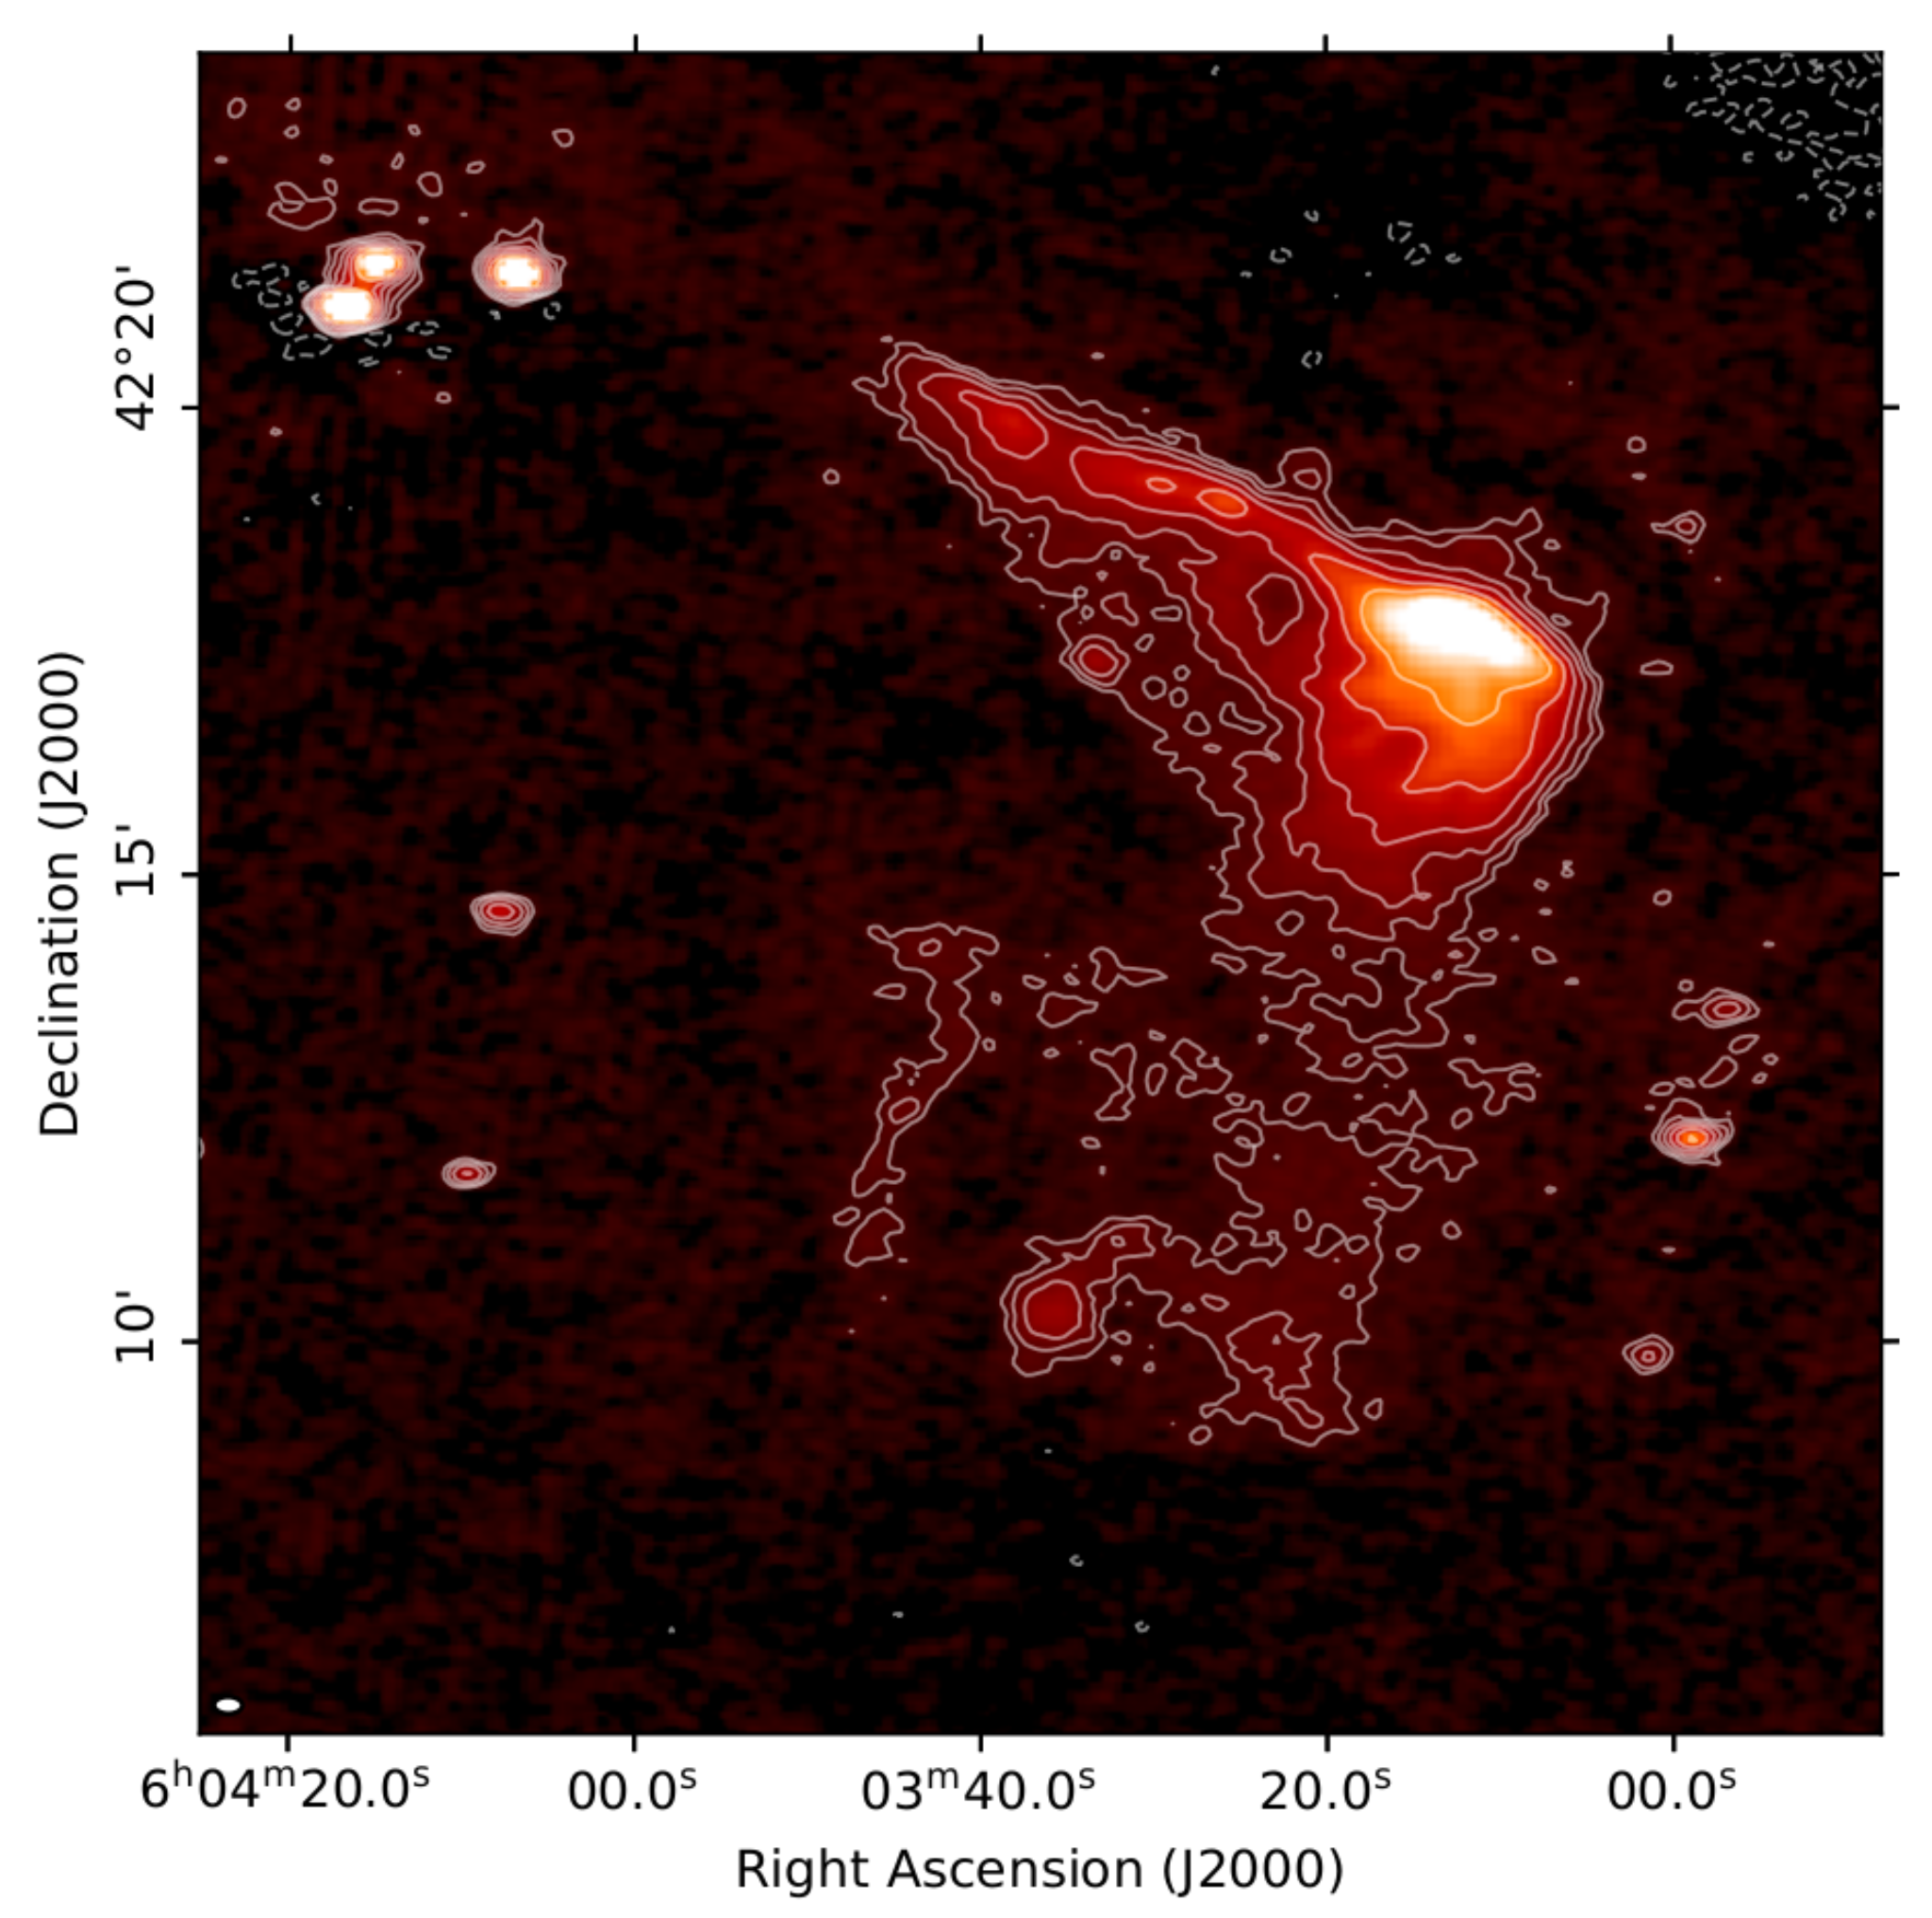 Declination (J2000)
42°20'
15'
10'
6ʰ04ᵐ20.0ˢ 00.0ˢ 03ᵐ40.0ˢ 20.0ˢ 00.0ˢ
Right Ascension (J2000)